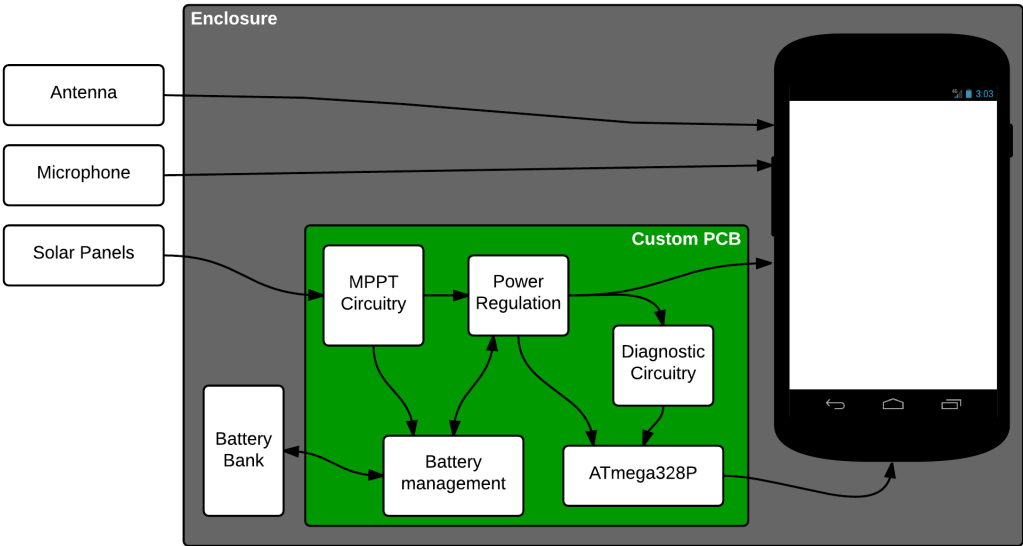 Enclosure
Antenna
3:03
Microphone
Solar Panels
Custom PCB
MPPT
Circuitry
Power
Regulation
Diagnostic
Circuitry
Battery
Bank
Battery
management
ATmega328P